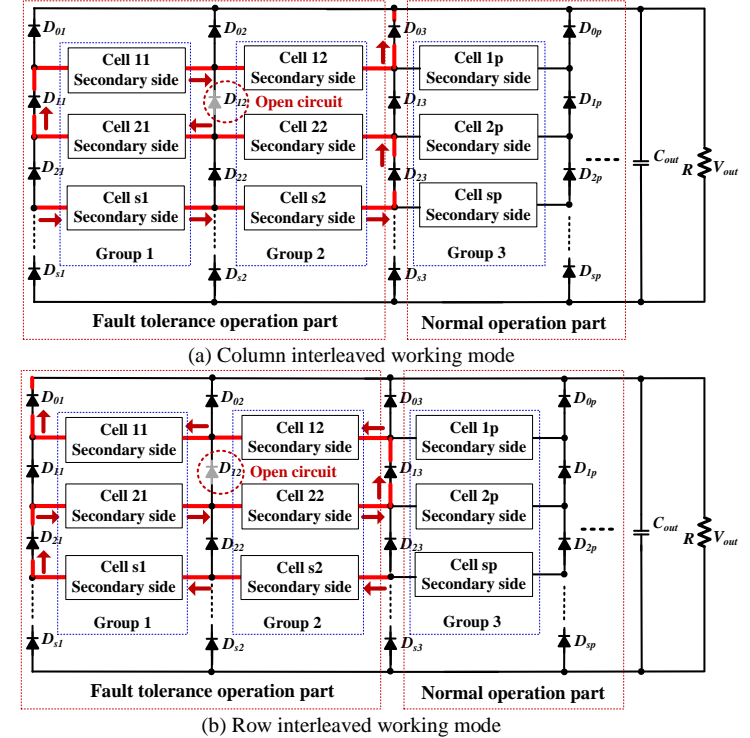 D01 D02 D03 D0p
Cell 11
Secondary side
Cell 12
Secondary side
Cell 1p
Secondary side
D11 D12 Open circuit D13 D1p
Cell 21
Secondary side
Cell 22
Secondary side
Cell 2p
Secondary side
Cout R Vout
D21 D22 D23 D2p
Cell s1
Secondary side
Cell s2
Secondary side
Cell sp
Secondary side
Group 1 Group 2 Group 3
Ds1 Ds2 Ds3 Dsp
Fault tolerance operation part Normal operation part
(a) Column interleaved working mode
D01 D02 D03 D0p
Cell 11
Secondary side
Cell 12
Secondary side
Cell 1p
Secondary side
D11 D12 Open circuit D13 D1p
Cell 21
Secondary side
Cell 22
Secondary side
Cell 2p
Secondary side
Cout R Vout
D21 D22 D23 D2p
Cell s1
Secondary side
Cell s2
Secondary side
Cell sp
Secondary side
Group 1 Group 2 Group 3
Ds1 Ds2 Ds3 Dsp
Fault tolerance operation part Normal operation part
(b) Row interleaved working mode